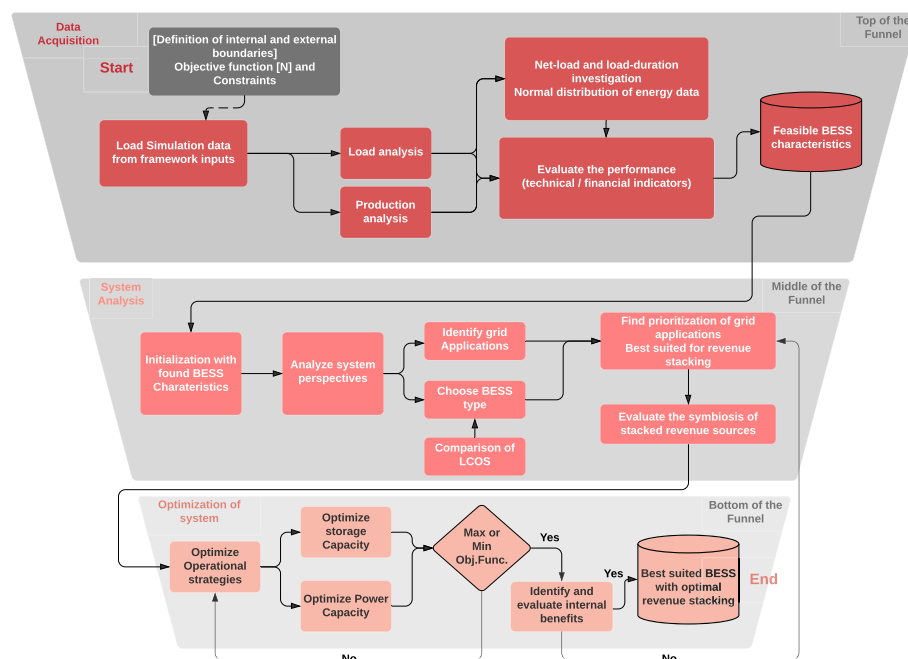 Data
Acquisition
Start
[Definition of internal and external
boundaries]
Objective function [N] and
Constraints
Top of the
Funnel
Load Simulation data
from framework inputs
Load analysis
Production
analysis
Net-load and load-duration
investigation
Normal distribution of energy data
Evaluate the performance
(technical / financial indicators)
Feasible BESS
characteristics
System
Analysis
Middle of the
Funnel
Initialization with
found BESS
Charateristics
Analyze system
perspectives
Identify grid
Applications
Choose BESS
type
Comparison of
LCOS
Find prioritization of grid
applications
Best suited for revenue
stacking
Evaluate the symbiosis of
stacked revenue sources
Optimization of
system
Bottom of the
Funnel
Optimize
Operational
strategies
Optimize
storage
Capacity
Optimize Power
Capacity
Max or
Min
Obj.Func.
Yes
Identify and
evaluate internal
benefits
Yes
Best suited BESS
with optimal
revenue stacking
End
No
No